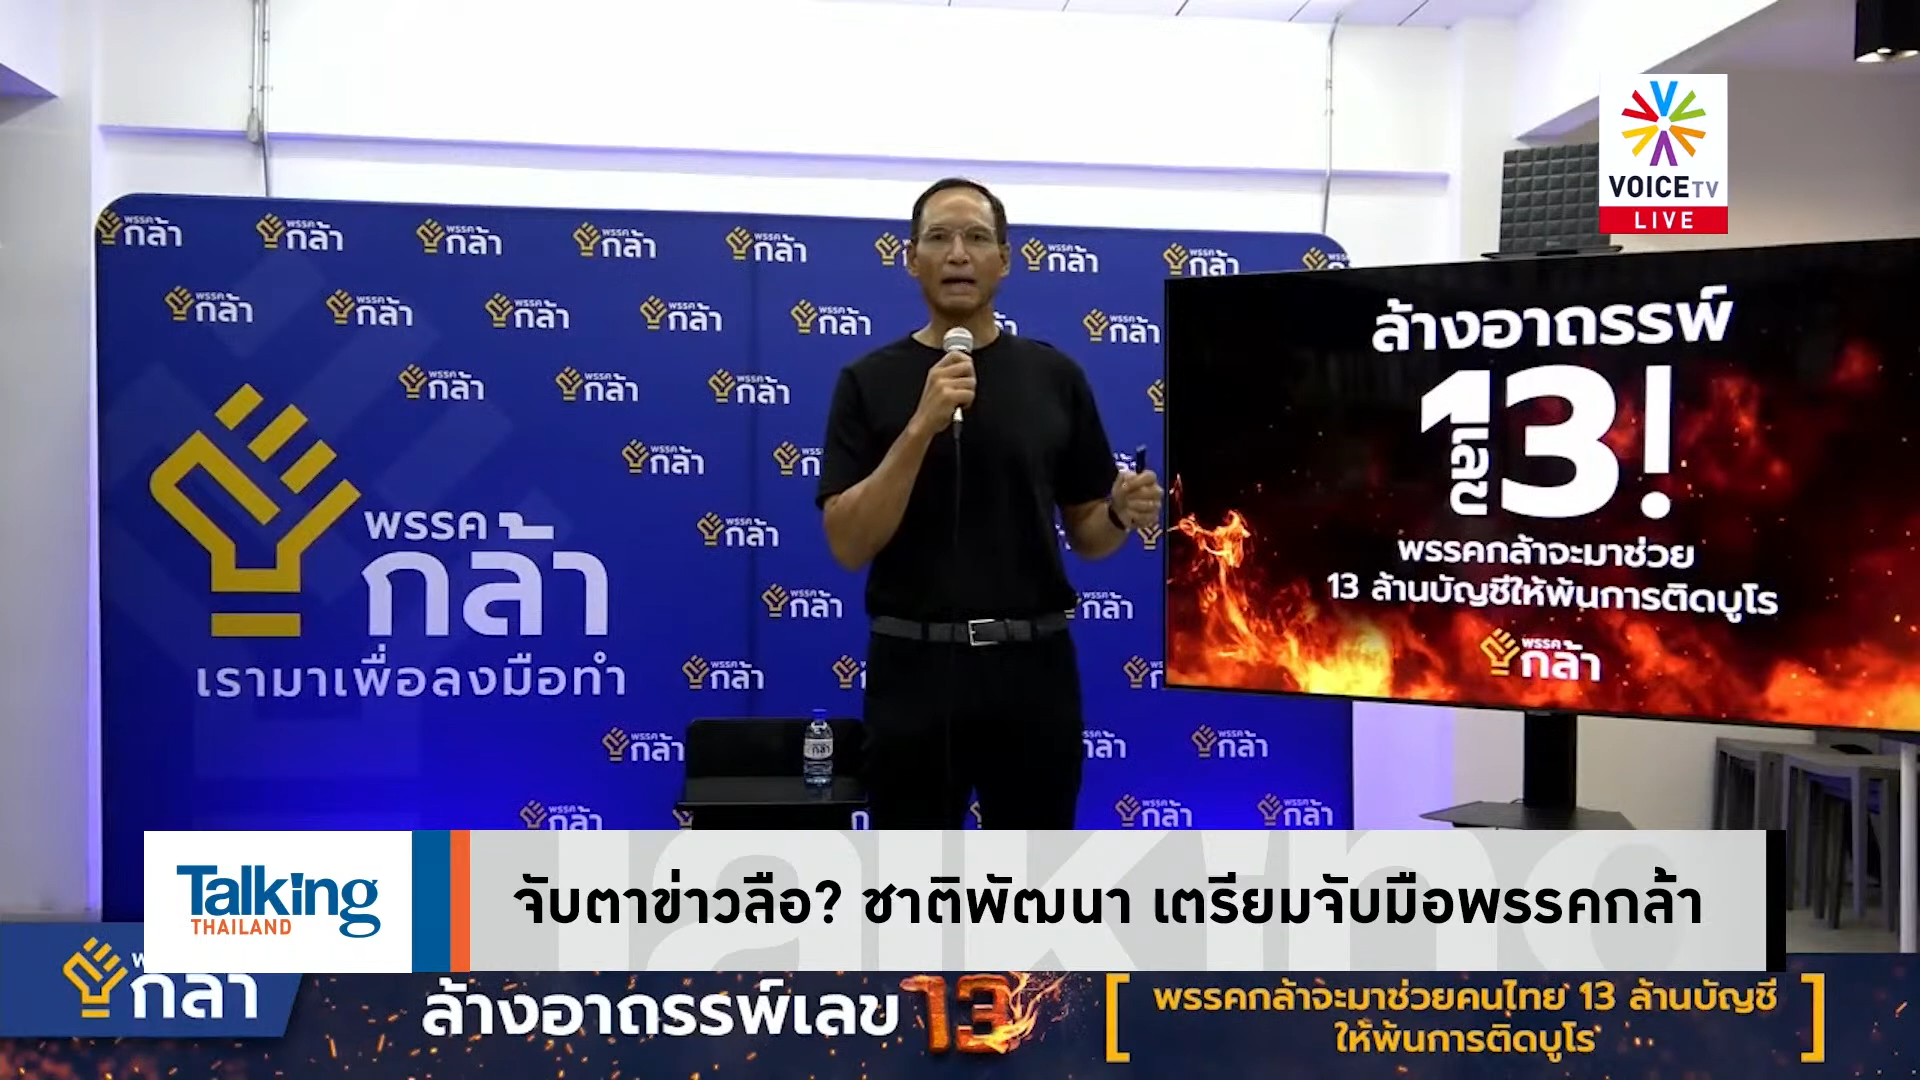 VOICE TV
LIVE
พรรค
กล้า
เรามาเพื่อลงมือทำ
ล้างอาถรรพ์
เลข
13!
พรรคกล้าจะมาช่วย
13 ล้านบัญชีให้พ้นการติดบูโร
พรรค
กล้า
Talking
THAILAND
จับตาข่าวลือ? ชาติพัฒนา เตรียมจับมือพรรคกล้า
กล้า
ล้างอาถรรพ์เลข 13
[ พรรคกล้าจะมาช่วยคนไทย 13 ล้านบัญชี
ให้พ้นการติดบูโร ]